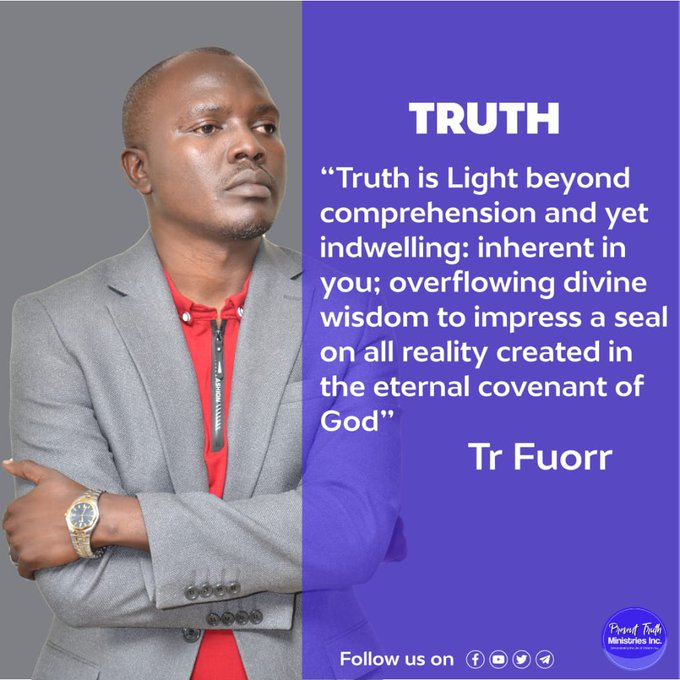 TRUTH
“Truth is Light beyond
comprehension and yet
indwelling: inherent in
you; overflowing divine
wisdom to impress a seal
on all reality created in
the eternal covenant of
God”
Tr Fuorr
ASHION
Follow us on
Present Truth
Ministries Inc.